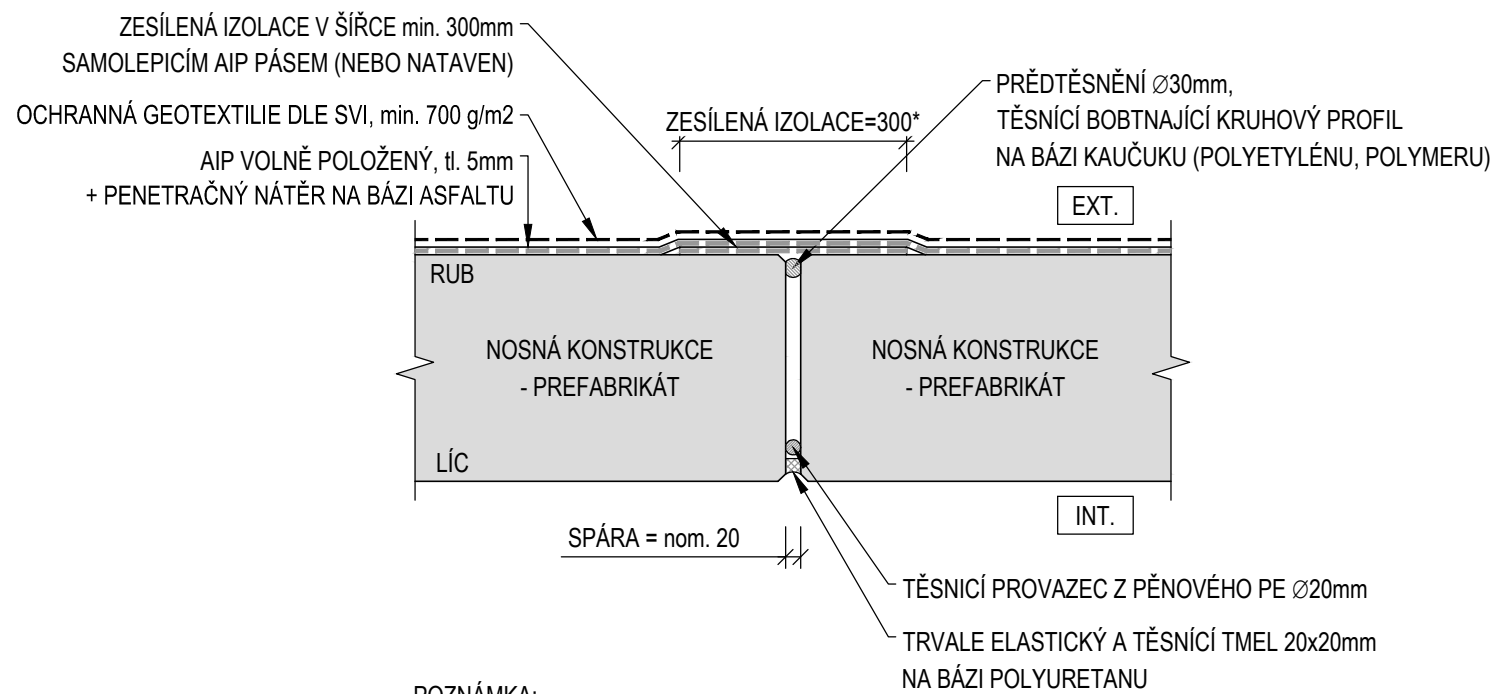 ZESÍLENÁ IZOLACE V ŠÍŘCE min. 300mm
SAMOLEPICÍM AIP PÁSEM (NEBO NATAVEN)
OCHRANNÁ GEOTEXTILIE DLE SVI, min. 700 g/m2
AIP VOLNĚ POLOŽENÝ, tl. 5mm
+ PENETRAČNÝ NÁTĚR NA BÁZI ASFALTU
ZESÍLENÁ IZOLACE=300*
PRĚDTĚSNĚNÍ ∅30mm,
TĚSNÍCÍ BOBTNAJÍCÍ KRUHOVÝ PROFIL
NA BÁZI KAUČUKU (POLYETYLÉNU, POLYMERU)
EXT.
RUB
NOSNÁ KONSTRUKCE
- PREFABRIKÁT
NOSNÁ KONSTRUKCE
- PREFABRIKÁT
LÍC
INT.
SPÁRA = nom. 20
TĚSNICÍ PROVAZEC Z PĚNOVÉHO PE ∅20mm
TRVALE ELASTICKÝ A TĚSNÍCÍ TMEL 20x20mm
NA BÁZI POLYURETANU
POZNÁMKA: